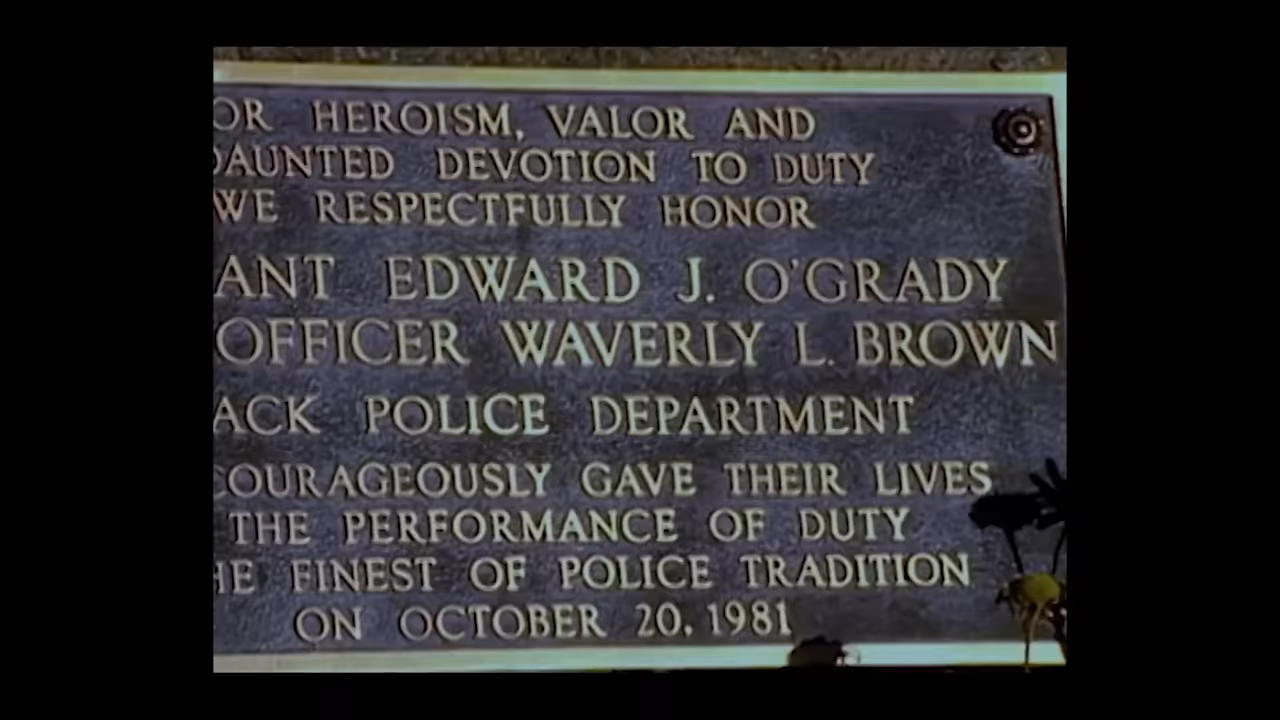 OR HEROISM, VALOR AND
DAUNTED DEVOTION TO DUTY
WE RESPECTFULLY HONOR
ANT EDWARD J. O'GRADY
OFFICER WAVERLY L. BROWN
ACK POLICE DEPARTMENT
COURAGEOUSLY GAVE THEIR LIVES
THE PERFORMANCE OF DUTY
HE FINEST OF POLICE TRADITION
ON OCTOBER 20, 1981